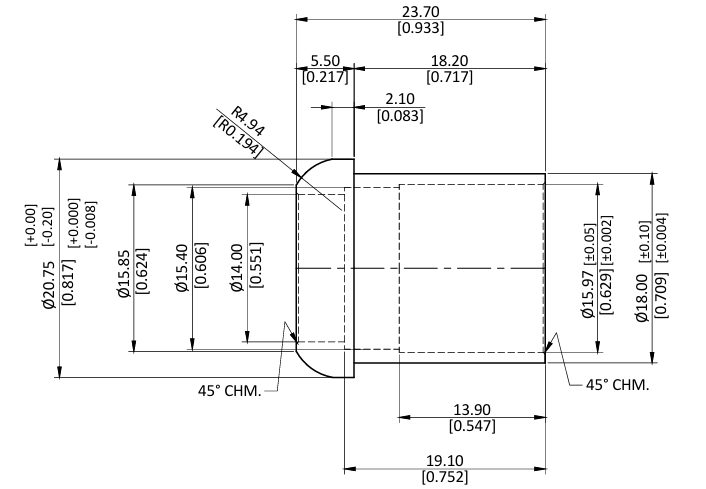 23.70
[0.933]
5.50
[0.217]
18.20
[0.717]
2.10
[0.083]
R4.94
[R0.194]
Ø20.75 [+0.00] [-0.20]
[0.817] [+0.000] [-0.008]
Ø15.85
[0.624]
Ø15.40
[0.606]
Ø14.00
[0.551]
Ø15.97 [±0.05]
[0.629] [±0.002]
Ø18.00 [±0.10]
[0.709] [±0.004]
45° CHM.
45° CHM.
13.90
[0.547]
19.10
[0.752]